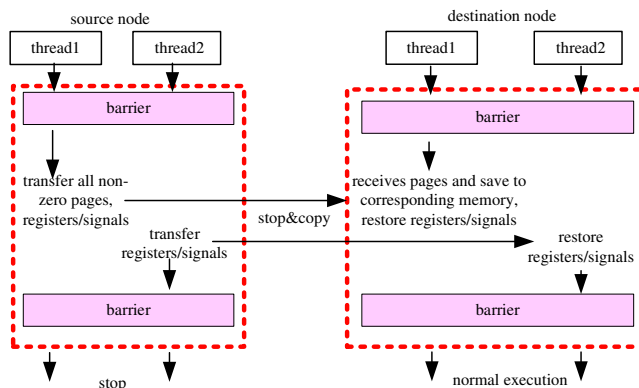 source node
destination node
thread1
thread2
thread1
thread2
barrier
barrier
transfer all non-
zero pages,
registers/signals
receives pages and save to
corresponding memory,
restore registers/signals
stop&copy
transfer
registers/signals
restore
registers/signals
barrier
barrier
stop
normal execution